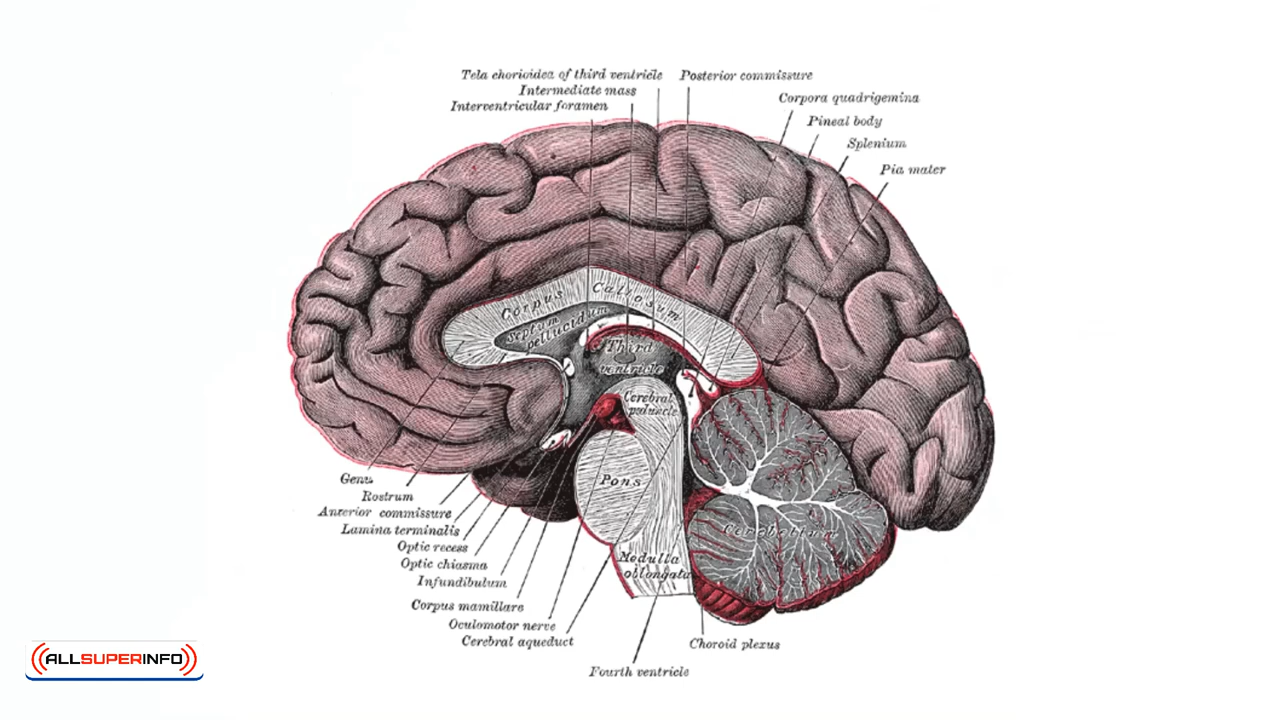 Tela chorioidea of third ventricle
Posterior commissure
Intermediate mass
Corpora quadrigemina
Interventricular foramen
Pineal body
Splenium
Pia mater
Corpus Callosum
Septum
pellucidum
Third
ventricle
Cerebral
peduncle
Genu
Pons
Rostrum
Anterior commissure
Lamina terminalis
Cerebellum
Optic recess
Medulla
oblongata
Optic chiasma
Infundibulum
Corpus mamillare
Oculomotor nerve
Cerebral aqueduct
Choroid plexus
Fourth ventricle
ALLSUPERINFO